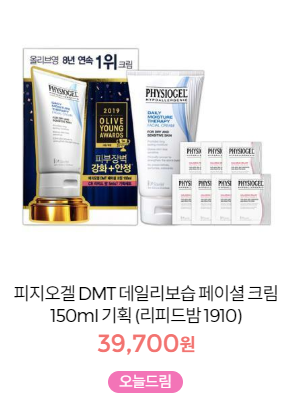 올리브영 8년 연속 1위 크림
PHYSIOGEL
2019
OLIVE YOUNG
AWARDS
피부장벽
강화+안정
PHYSIOGEL
HYPOALLERGENIC
DAILY
MOISTURE
THERAPY
FACIAL CREAM
FOR DRY AND
SENSITIVE SKIN
PHYSIOGEL PHYSIOGEL PHYSIOGEL PHYSIOGEL
PHYSIOGEL PHYSIOGEL PHYSIOGEL
피지오겔 DMT 데일리보습 페이셜 크림
150ml 기획 (리피드밤 1910)
39,700원
오늘드림